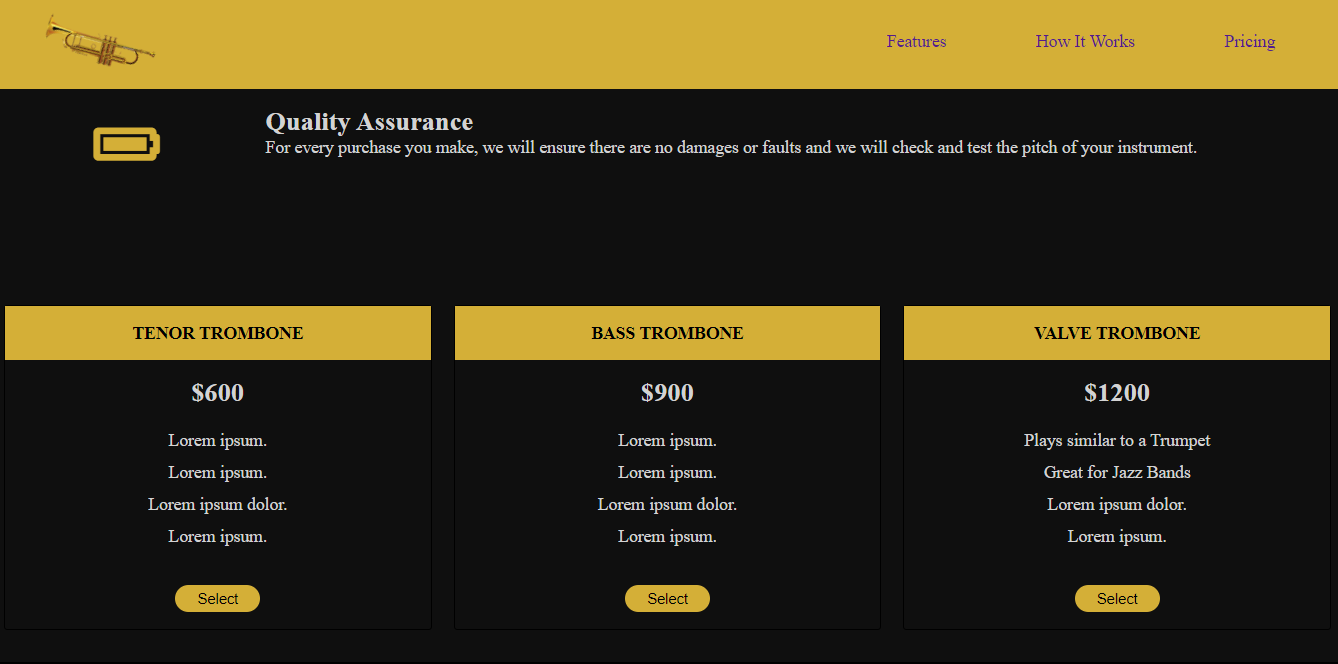 Features How It Works Pricing
Quality Assurance
For every purchase you make, we will ensure there are no damages or faults and we will check and test the pitch of your instrument.
TENOR TROMBONE
$600
Lorem ipsum.
Lorem ipsum.
Lorem ipsum dolor.
Lorem ipsum.
Select
BASS TROMBONE
$900
Lorem ipsum.
Lorem ipsum.
Lorem ipsum dolor.
Lorem ipsum.
Select
VALVE TROMBONE
$1200
Plays similar to a Trumpet
Great for Jazz Bands
Lorem ipsum dolor.
Lorem ipsum.
Select